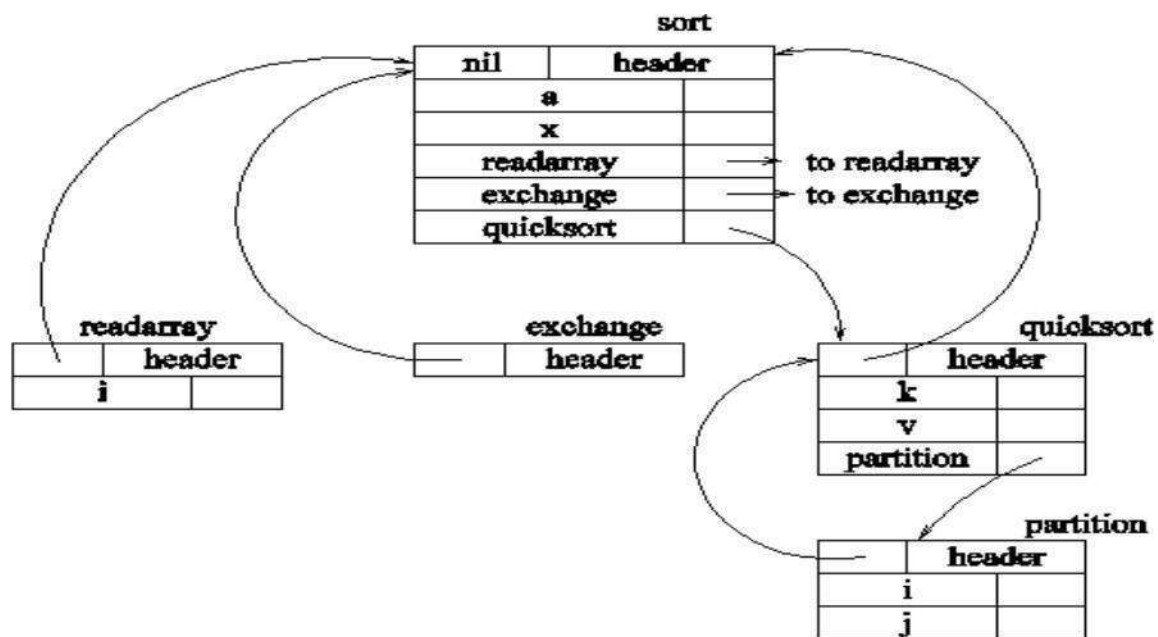 sort
nil header
a
x
readarray to readarray
exchange to exchange
quicksort
readarray exchange quicksort
header header header
i k
v
partition
partition
header
i
j